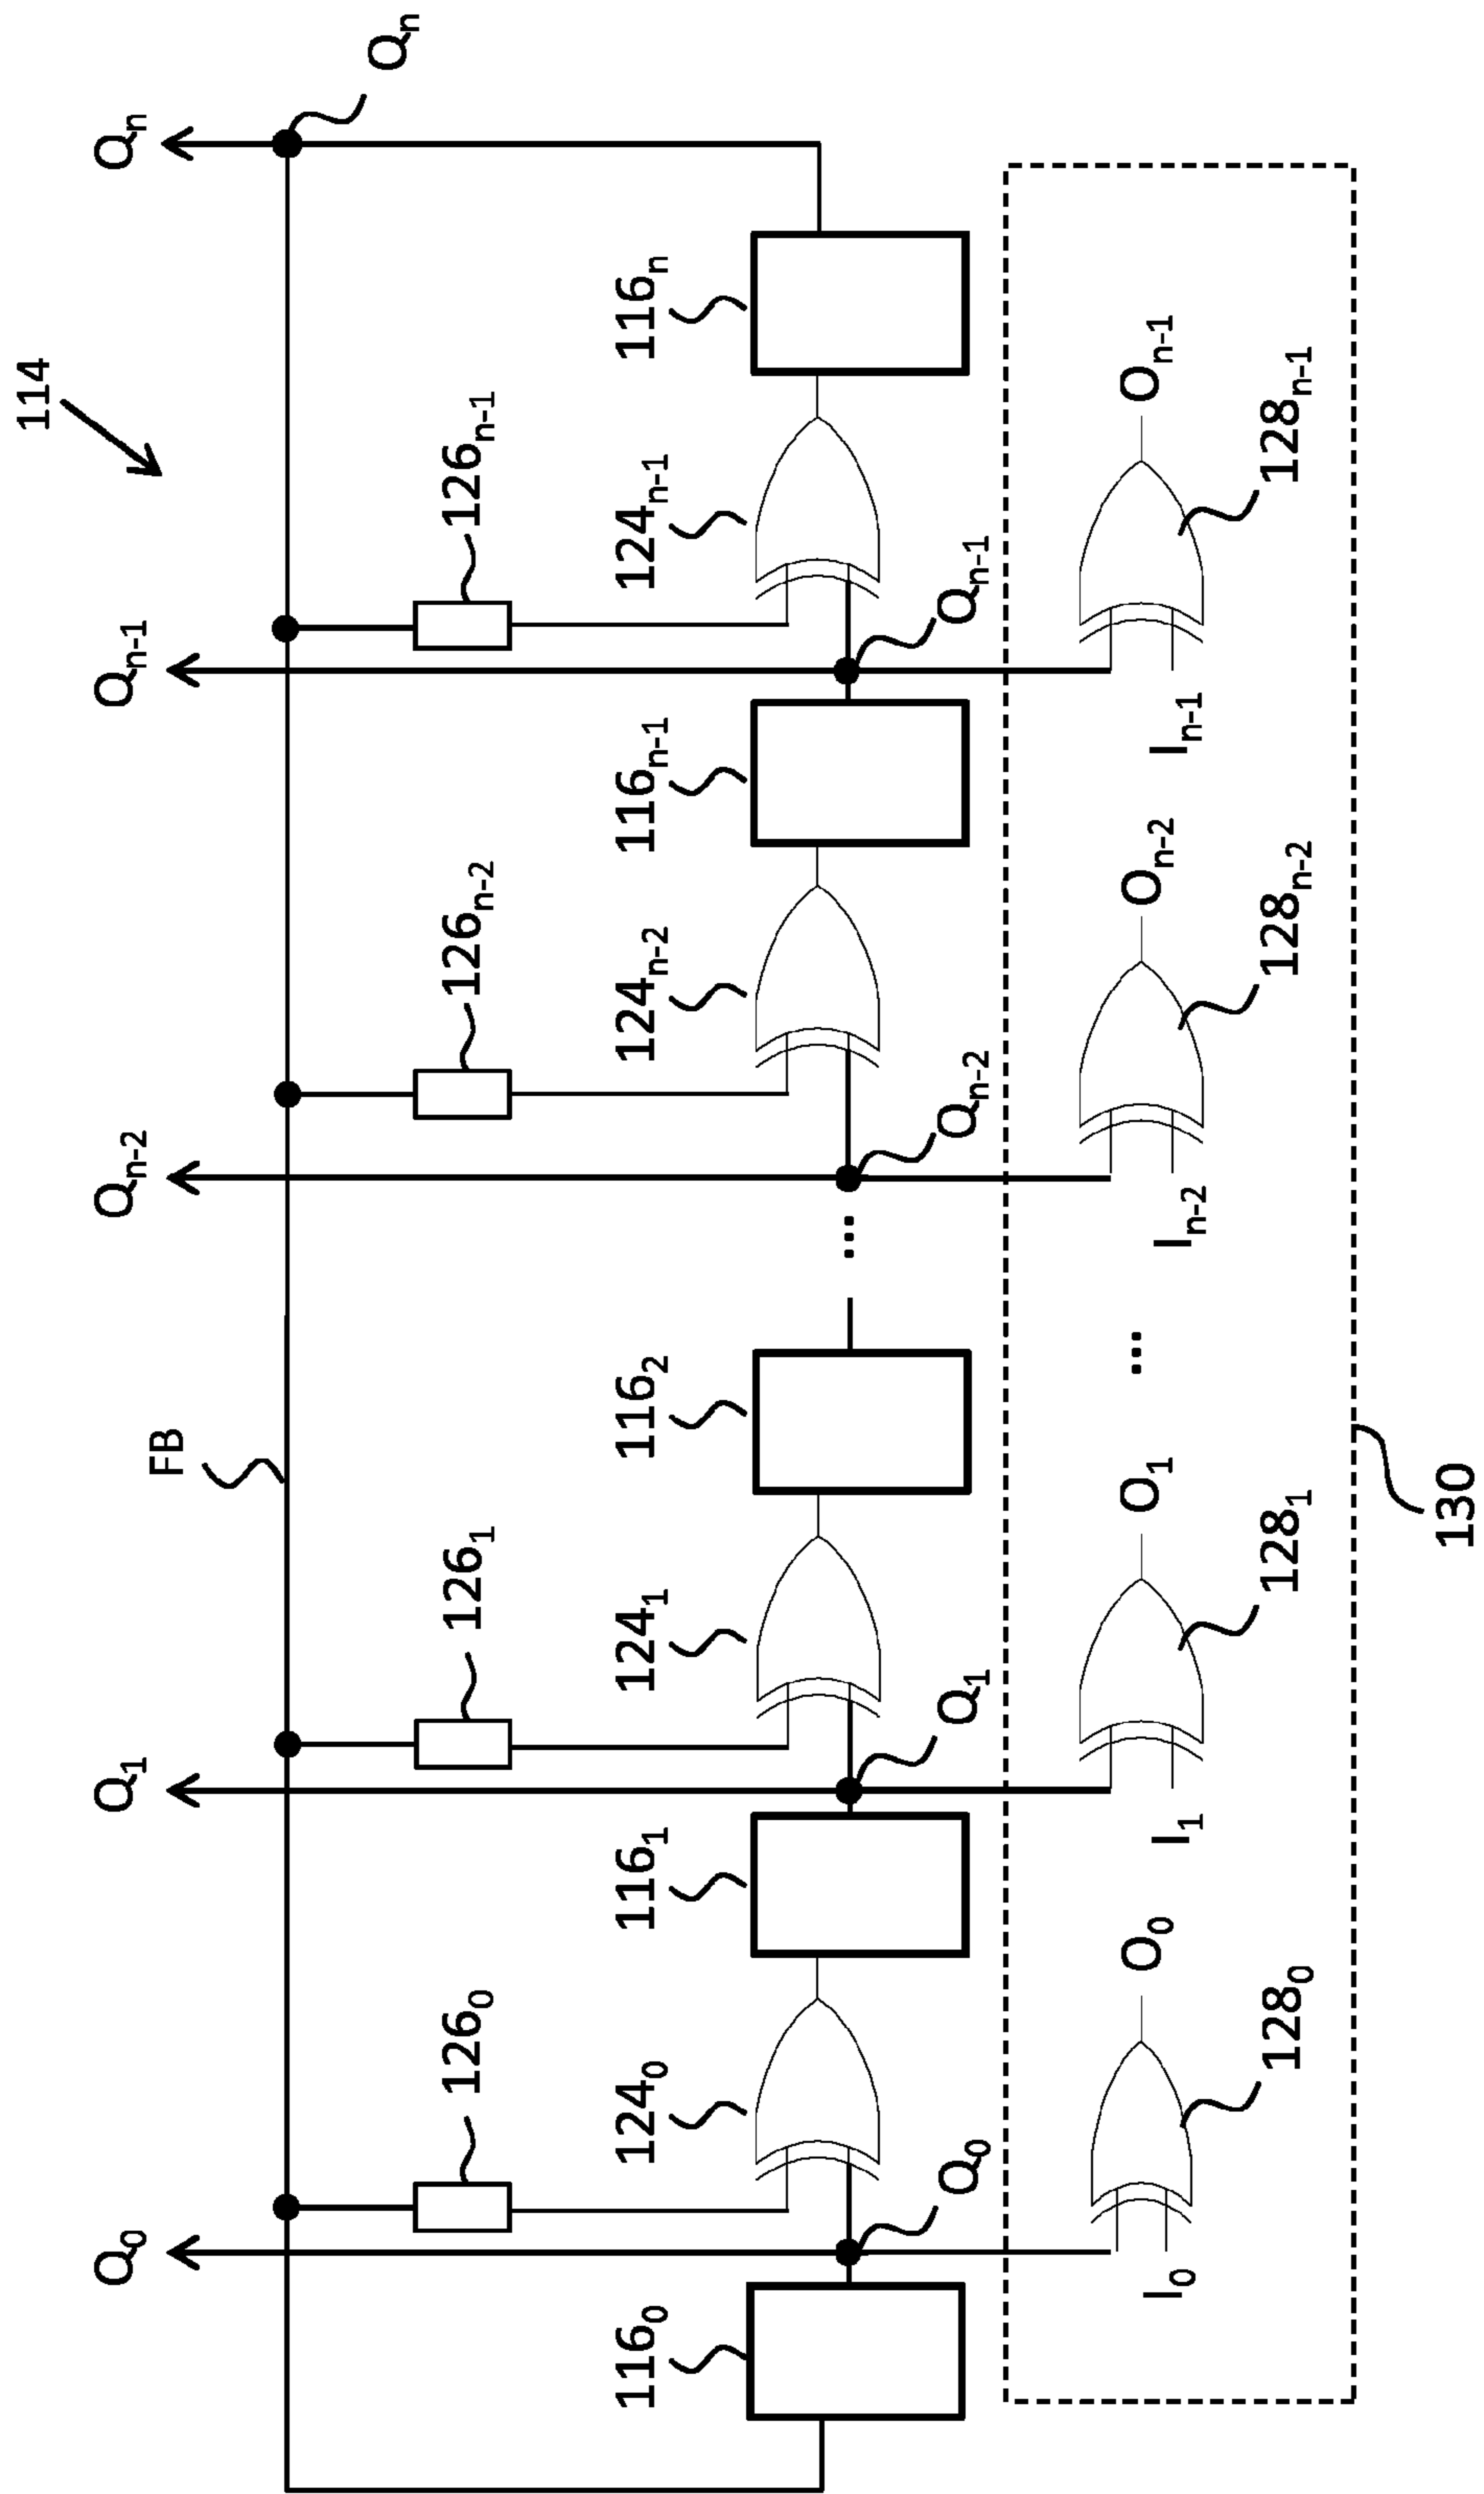 114
Q₀ Q₁ Qₙ₋₂ Qₙ₋₁ Qₙ
FB
Qₙ
126₀ 126₁ 126ₙ₋₂ 126ₙ₋₁
116₀ 124₀ 116₁ 124₁ 116₂ 124ₙ₋₂ 116ₙ₋₁ 124ₙ₋₁ 116ₙ
...
Q₀ Q₁ Qₙ₋₂ Qₙ₋₁
I₀ O₀ I₁ O₁ ... Iₙ₋₂ Oₙ₋₂ Iₙ₋₁ Oₙ₋₁
128₀ 128₁ 128ₙ₋₂ 128ₙ₋₁
130